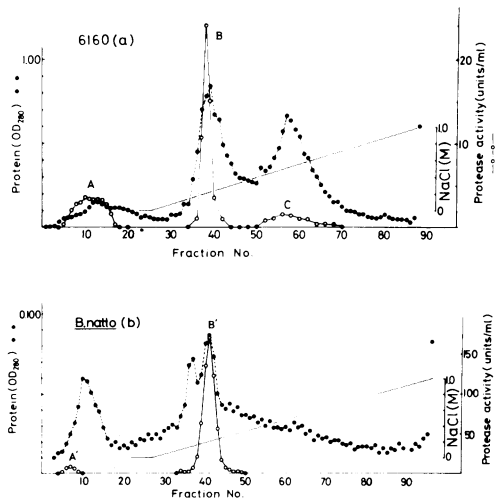 6160 (a)
B
A
C
1.00
Protein (OD280)
20
10
Protease activity (units/ml)
1.0
0
NaCl (M)
10 20 30 40 50 60 70 80 90
Fraction No.
B.natto (b)
B'
A'
0.100
Protein (OD280)
150
100
50
Protease activity (units/ml)
1.0
0
NaCl (M)
10 20 30 40 50 60 70 80 90
Fraction No.